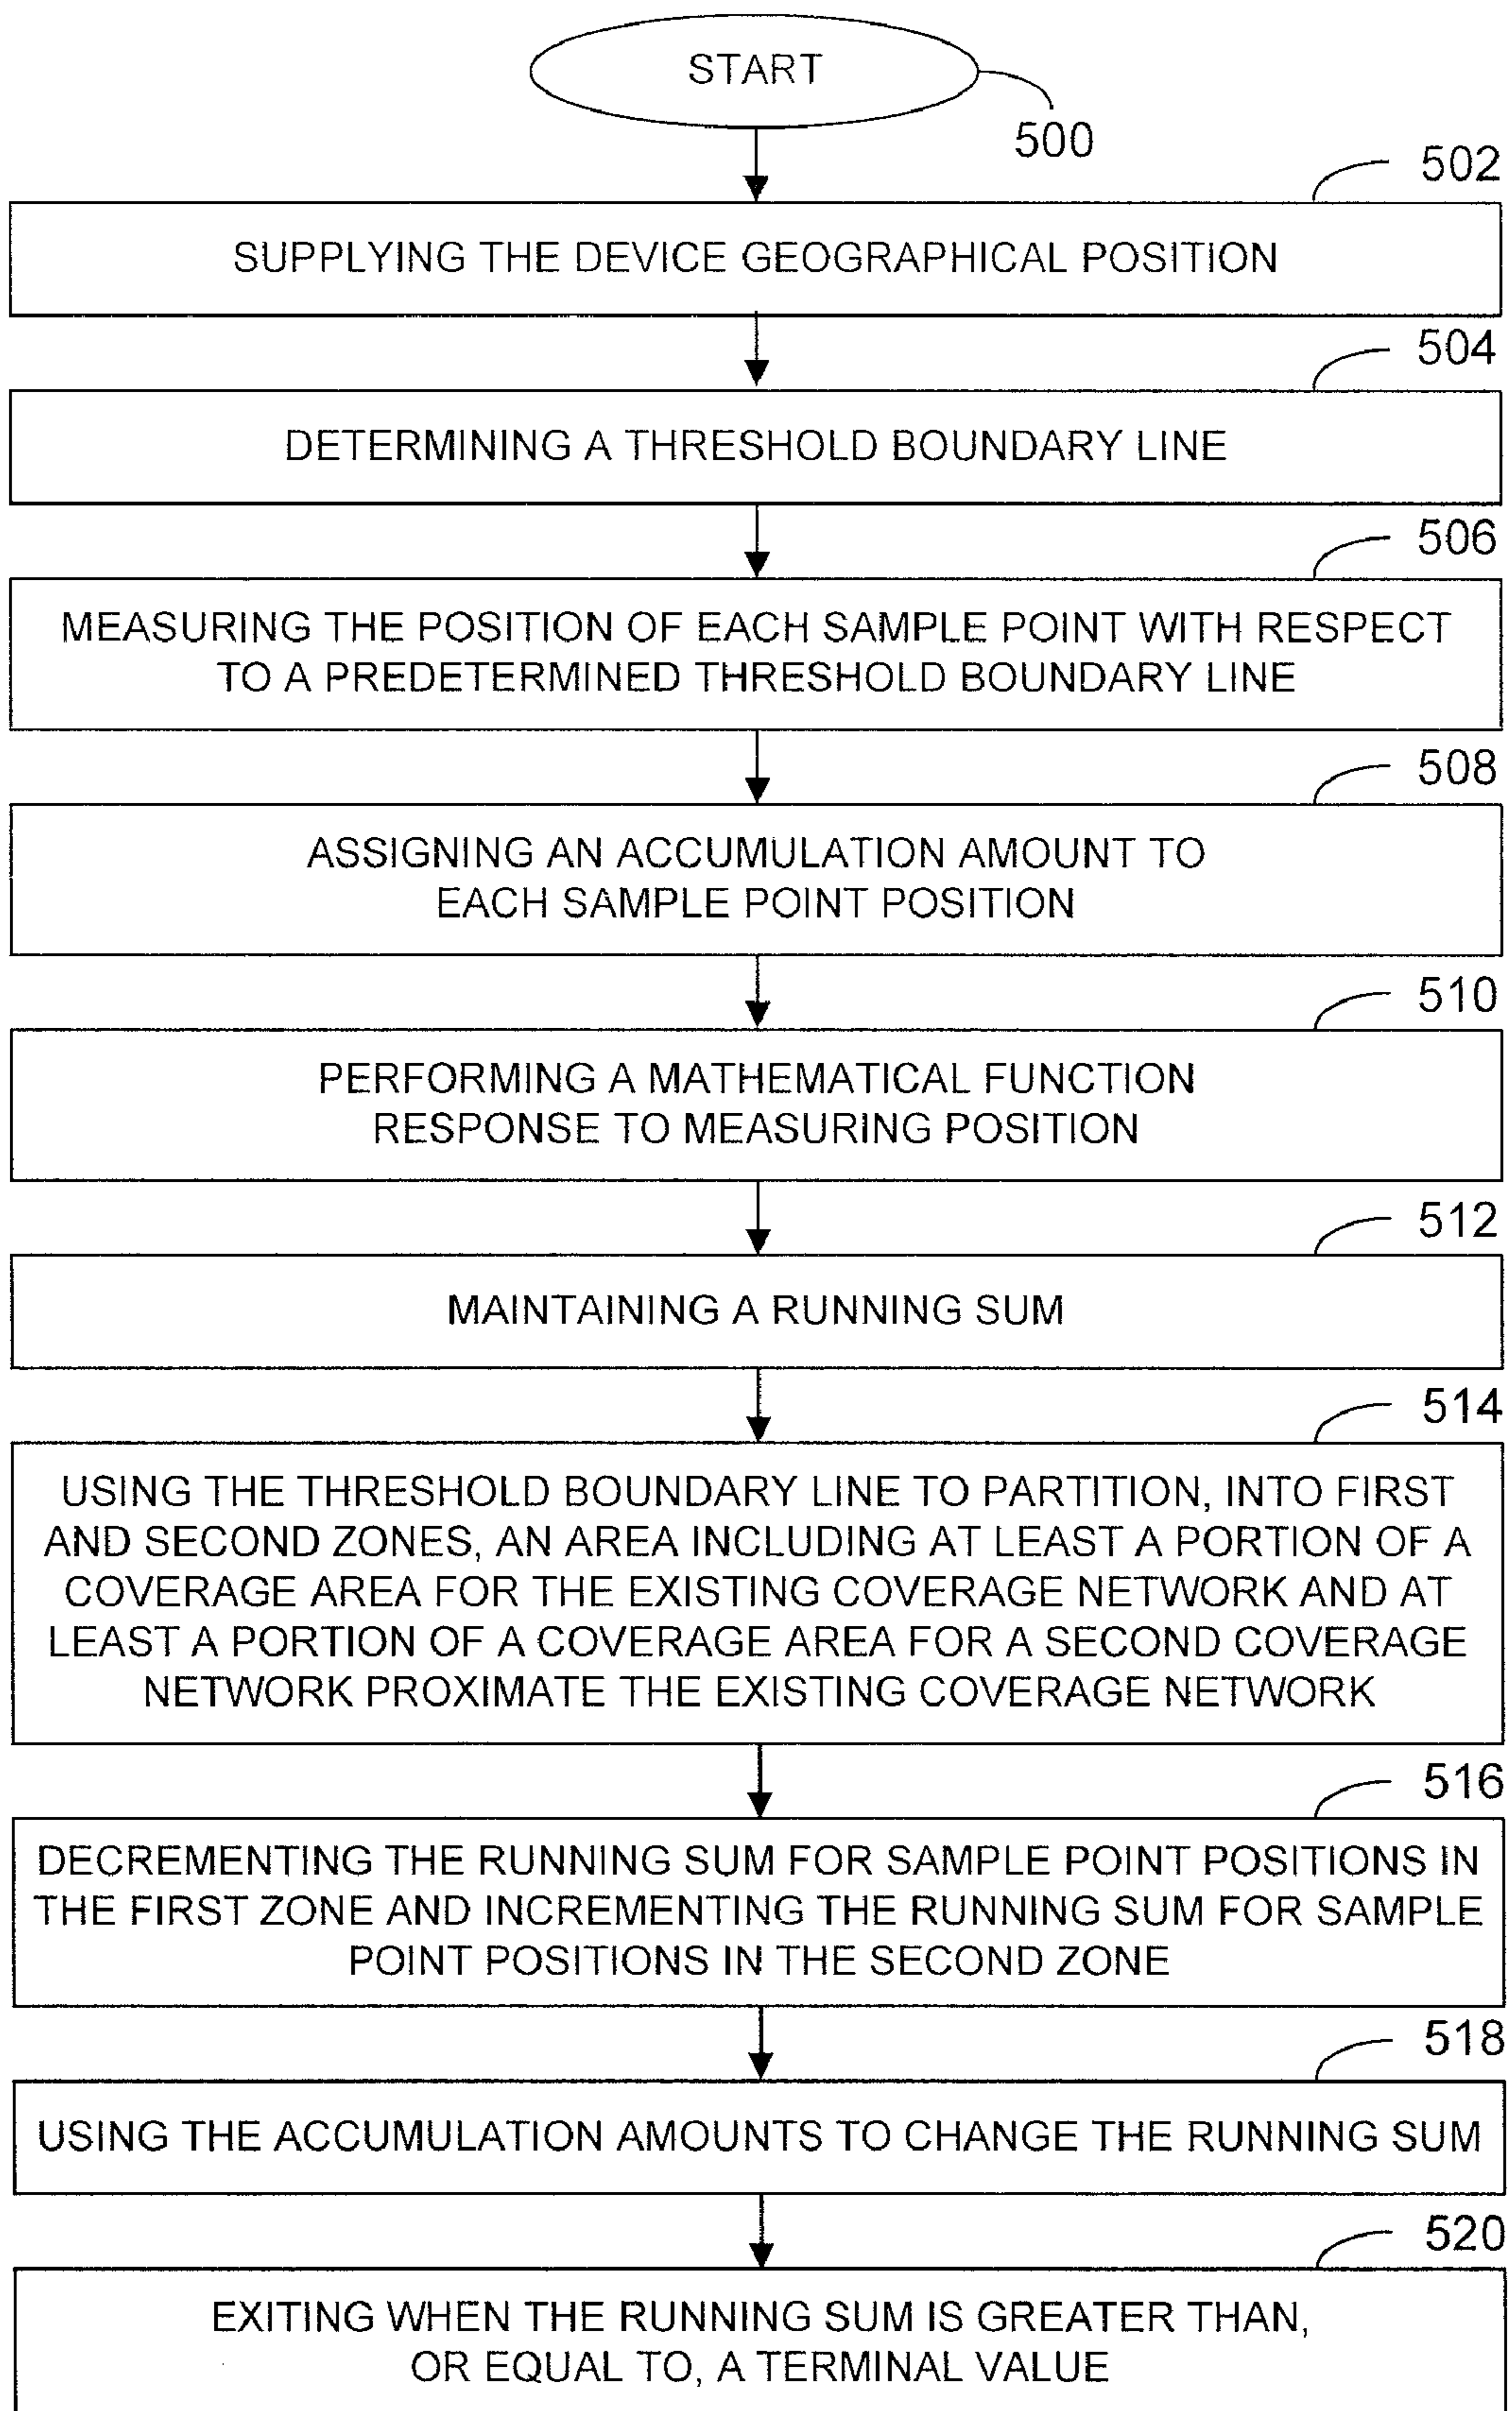 START
500
502
SUPPLYING THE DEVICE GEOGRAPHICAL POSITION
504
DETERMINING A THRESHOLD BOUNDARY LINE
506
MEASURING THE POSITION OF EACH SAMPLE POINT WITH RESPECT
TO A PREDETERMINED THRESHOLD BOUNDARY LINE
508
ASSIGNING AN ACCUMULATION AMOUNT TO
EACH SAMPLE POINT POSITION
510
PERFORMING A MATHEMATICAL FUNCTION
RESPONSE TO MEASURING POSITION
512
MAINTAINING A RUNNING SUM
514
USING THE THRESHOLD BOUNDARY LINE TO PARTITION, INTO FIRST
AND SECOND ZONES, AN AREA INCLUDING AT LEAST A PORTION OF A
COVERAGE AREA FOR THE EXISTING COVERAGE NETWORK AND AT
LEAST A PORTION OF A COVERAGE AREA FOR A SECOND COVERAGE
NETWORK PROXIMATE THE EXISTING COVERAGE NETWORK
516
DECREMENTING THE RUNNING SUM FOR SAMPLE POINT POSITIONS IN
THE FIRST ZONE AND INCREMENTING THE RUNNING SUM FOR SAMPLE
POINT POSITIONS IN THE SECOND ZONE
518
USING THE ACCUMULATION AMOUNTS TO CHANGE THE RUNNING SUM
520
EXITING WHEN THE RUNNING SUM IS GREATER THAN,
OR EQUAL TO, A TERMINAL VALUE